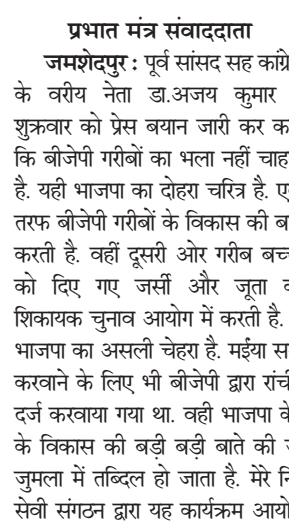 प्रभात मंत्र संवाददाता
जमशेदपुर : पूर्व सांसद सह कांग्रे
के वरीय नेता डा.अजय कुमार
शुक्रवार को प्रेस बयान जारी कर क
कि बीजेपी गरीबों का भला नहीं चाह
है. यही भाजपा का दोहरा चरित्र है. ए
तरफ बीजेपी गरीबों के विकास की ब
करती है. वहीं दूसरी ओर गरीब बच्
को दिए गए जर्सी और जूता
शिकायक चुनाव आयोग में करती है.
भाजपा का असली चेहरा है. मईंया स
करवाने के लिए भी बीजेपी द्वारा रांची
दर्ज करवाया गया था. वही भाजपा के
के विकास की बड़ी बड़ी बाते की
जुमला में तब्दिल हो जाता है. मेरे नि
सेवी संगठन द्वारा यह कार्यक्रम आयो